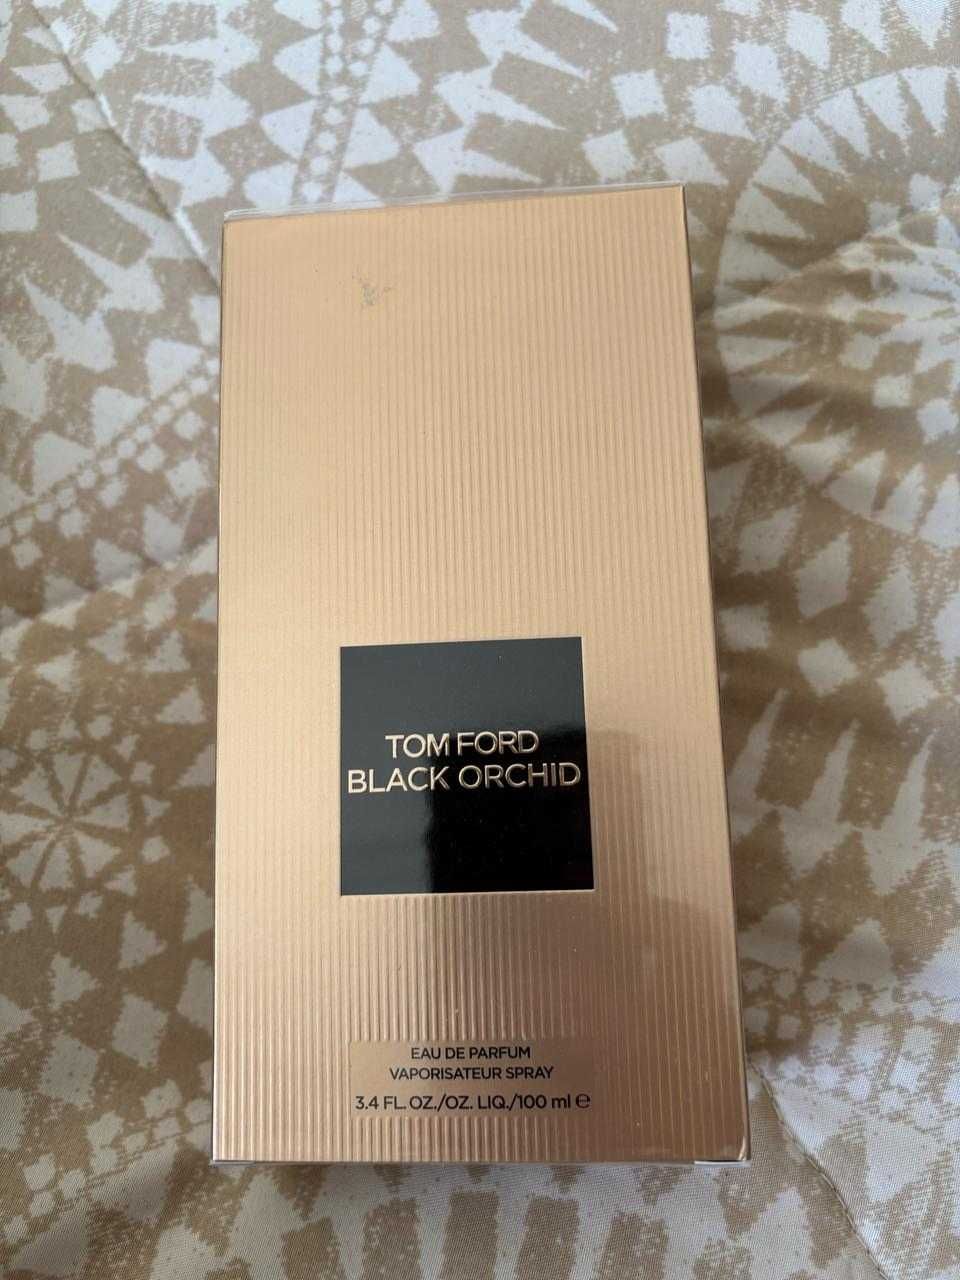 TOM FORD
BLACK ORCHID
EAU DE PARFUM
VAPORISATEUR SPRAY
3.4 FL. OZ./OZ. LIQ./100 ml ℮